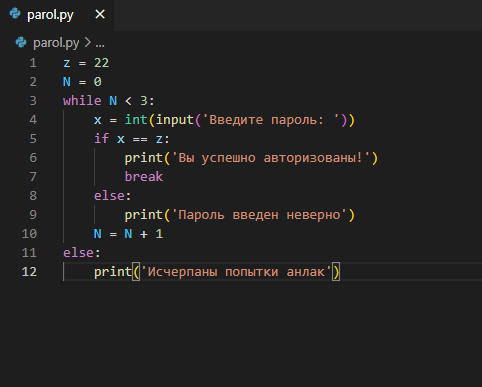 parol.py ×
parol.py > ...
1 z = 22
2 N = 0
3 while N < 3:
4     x = int(input('Введите пароль: '))
5     if x == z:
6         print('Вы успешно авторизованы!')
7         break
8     else:
9         print('Пароль введен неверно')
10     N = N + 1
11 else:
12     print('Исчерпаны попытки анлак')